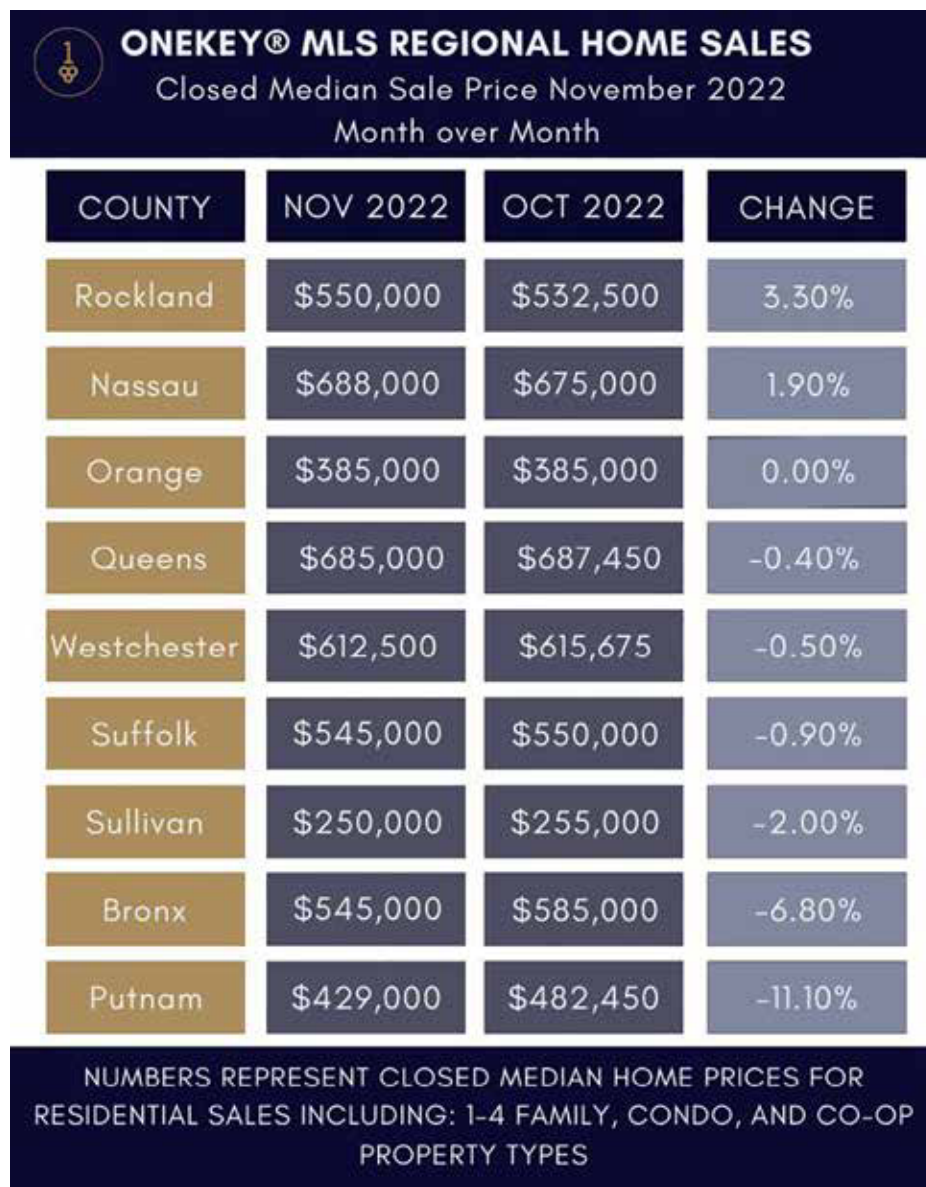 ONEKEY® MLS REGIONAL HOME SALES
Closed Median Sale Price November 2022
Month over Month
COUNTY NOV 2022 OCT 2022 CHANGE
Rockland $550,000 $532,500 3.30%
Nassau $688,000 $675,000 1.90%
Orange $385,000 $385,000 0.00%
Queens $685,000 $687,450 -0.40%
Westchester $612,500 $615,675 -0.50%
Suffolk $545,000 $550,000 -0.90%
Sullivan $250,000 $255,000 -2.00%
Bronx $545,000 $585,000 -6.80%
Putnam $429,000 $482,450 -11.10%
NUMBERS REPRESENT CLOSED MEDIAN HOME PRICES FOR
RESIDENTIAL SALES INCLUDING: 1-4 FAMILY, CONDO, AND CO-OP
PROPERTY TYPES